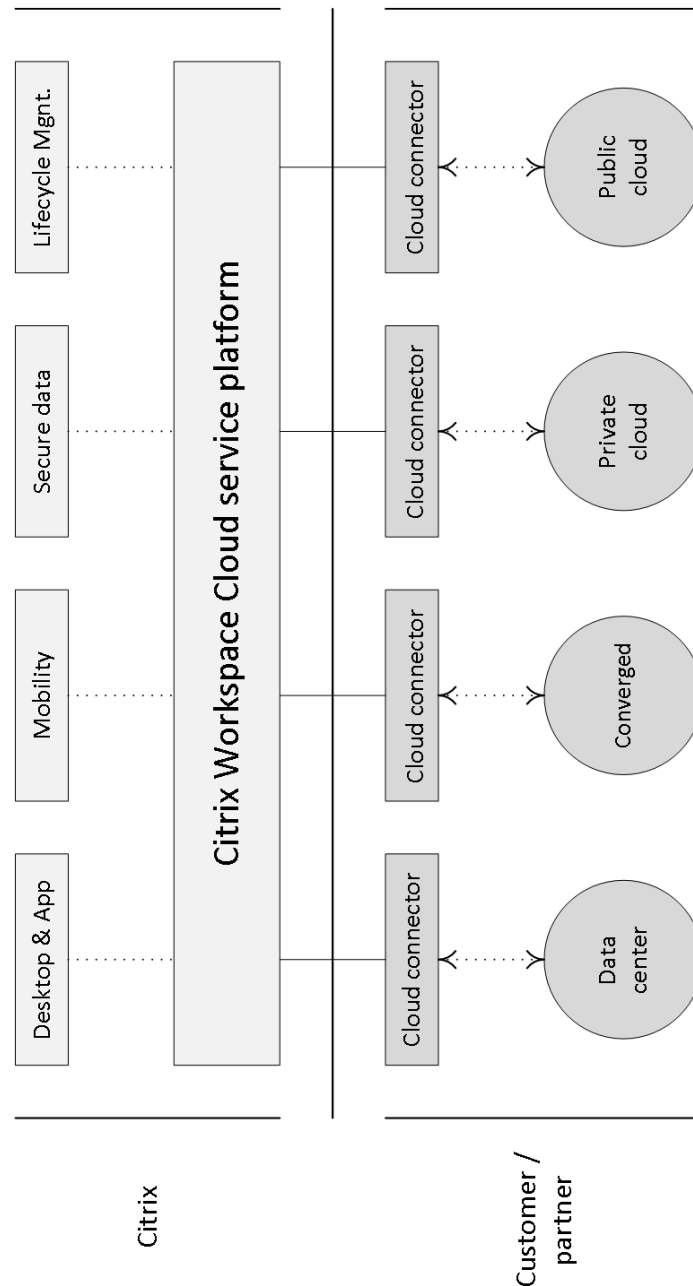 Citrix
Desktop & App
Mobility
Secure data
Lifecycle Mgnt.
Citrix Workspace Cloud service platform
Customer /
partner
Cloud connector
Cloud connector
Cloud connector
Cloud connector
Data
center
Converged
Private
cloud
Public
cloud